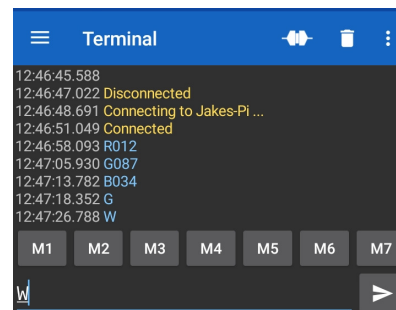 Terminal
12:46:45.588
12:46:47.022 Disconnected
12:46:48.691 Connecting to Jakes-Pi ...
12:46:51.049 Connected
12:46:58.093 R012
12:47:05.930 G087
12:47:13.782 B034
12:47:18.352 G
12:47:26.788 W
M1 M2 M3 M4 M5 M6 M7
W